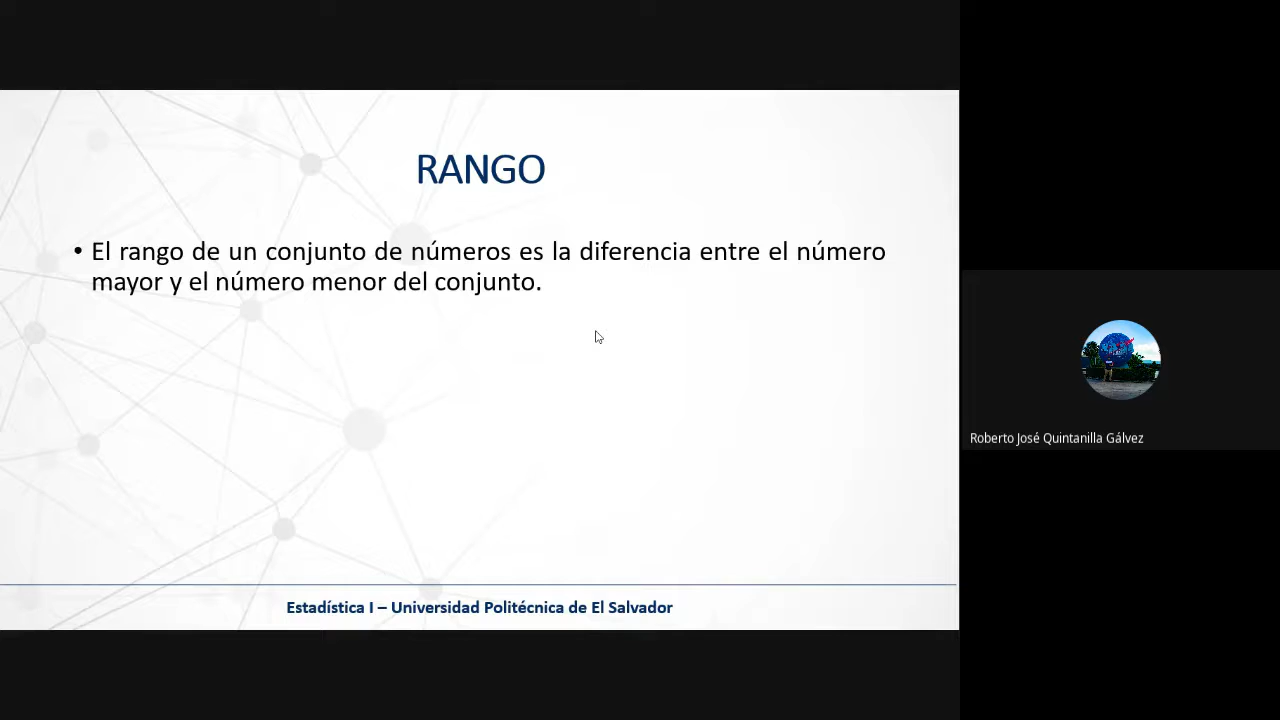 RANGO
• El rango de un conjunto de números es la diferencia entre el número
mayor y el número menor del conjunto.
Estadística I – Universidad Politécnica de El Salvador
Roberto José Quintanilla Gálvez